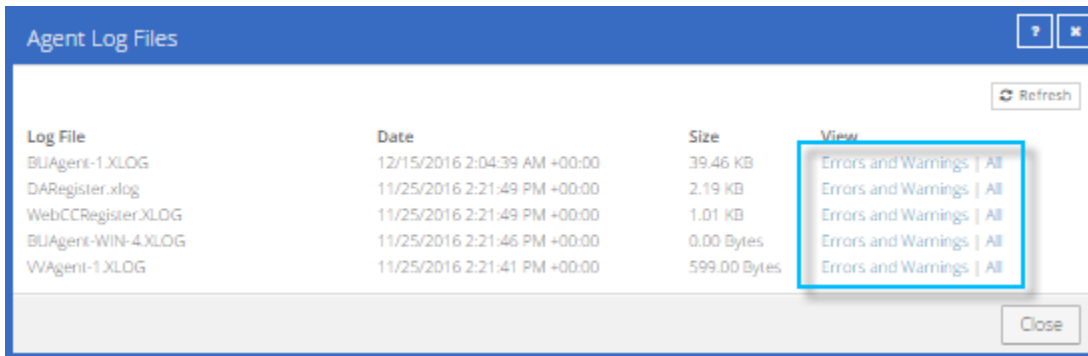 Agent Log Files
?
Refresh
Log File Date Size View
BUAgent-1.XLOG 12/15/2016 2:04:39 AM +00:00 39.46 KB Errors and Warnings | All
DARegister.xlog 11/25/2016 2:21:49 PM +00:00 2.19 KB Errors and Warnings | All
WebCCRegister.XLOG 11/25/2016 2:21:49 PM +00:00 1.01 KB Errors and Warnings | All
BUAgent-WIN-4.XLOG 11/25/2016 2:21:46 PM +00:00 0.00 Bytes Errors and Warnings | All
VVAgent-1.XLOG 11/25/2016 2:21:41 PM +00:00 599.00 Bytes Errors and Warnings | All
Close